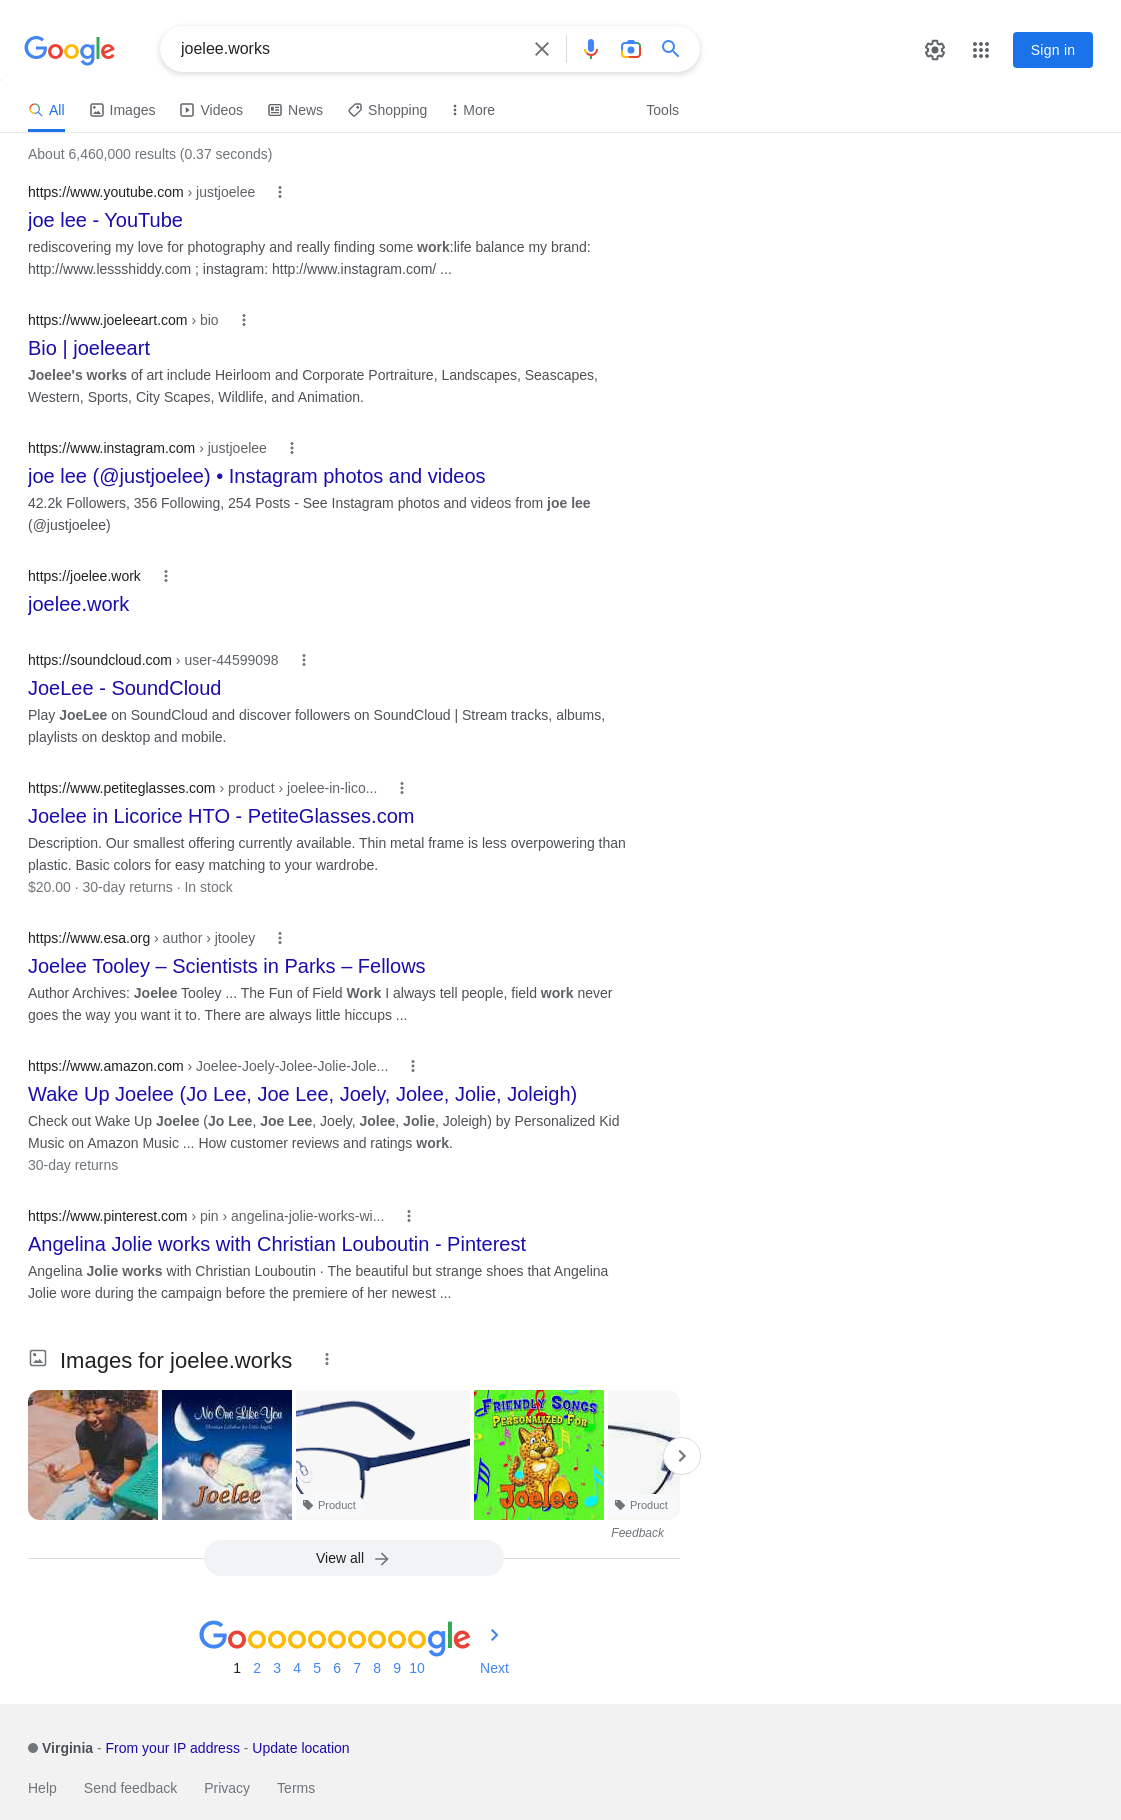 Google
joelee.works
Sign in
All
Images
Videos
News
Shopping
More
Tools
About 6,460,000 results (0.37 seconds)
https://www.youtube.com › justjoelee
joe lee - YouTube
rediscovering my love for photography and really finding some work:life balance my brand:
http://www.lessshiddy.com ; instagram: http://www.instagram.com/ ...
https://www.joeleeart.com › bio
Bio | joeleeart
Joelee's works of art include Heirloom and Corporate Portraiture, Landscapes, Seascapes,
Western, Sports, City Scapes, Wildlife, and Animation.
https://www.instagram.com › justjoelee
joe lee (@justjoelee) • Instagram photos and videos
42.2k Followers, 356 Following, 254 Posts - See Instagram photos and videos from joe lee
(@justjoelee)
https://joelee.work
joelee.work
https://soundcloud.com › user-44599098
JoeLee - SoundCloud
Play JoeLee on SoundCloud and discover followers on SoundCloud | Stream tracks, albums,
playlists on desktop and mobile.
https://www.petiteglasses.com › product › joelee-in-lico...
Joelee in Licorice HTO - PetiteGlasses.com
Description. Our smallest offering currently available. Thin metal frame is less overpowering than
plastic. Basic colors for easy matching to your wardrobe.
$20.00 · 30-day returns · In stock
https://www.esa.org › author › jtooley
Joelee Tooley – Scientists in Parks – Fellows
Author Archives: Joelee Tooley ... The Fun of Field Work I always tell people, field work never
goes the way you want it to. There are always little hiccups ...
https://www.amazon.com › Joelee-Joely-Jolee-Jolie-Jole...
Wake Up Joelee (Jo Lee, Joe Lee, Joely, Jolee, Jolie, Joleigh)
Check out Wake Up Joelee (Jo Lee, Joe Lee, Joely, Jolee, Jolie, Joleigh) by Personalized Kid
Music on Amazon Music ... How customer reviews and ratings work.
30-day returns
https://www.pinterest.com › pin › angelina-jolie-works-wi...
Angelina Jolie works with Christian Louboutin - Pinterest
Angelina Jolie works with Christian Louboutin · The beautiful but strange shoes that Angelina
Jolie wore during the campaign before the premiere of her newest ...
Images for joelee.works
No One Like You
Joelee
Product
Friendly Songs
Personalized For
Joelee
Product
Feedback
View all
Goooooooooogle
1 2 3 4 5 6 7 8 9 10 Next
Virginia - From your IP address - Update location
Help Send feedback Privacy Terms